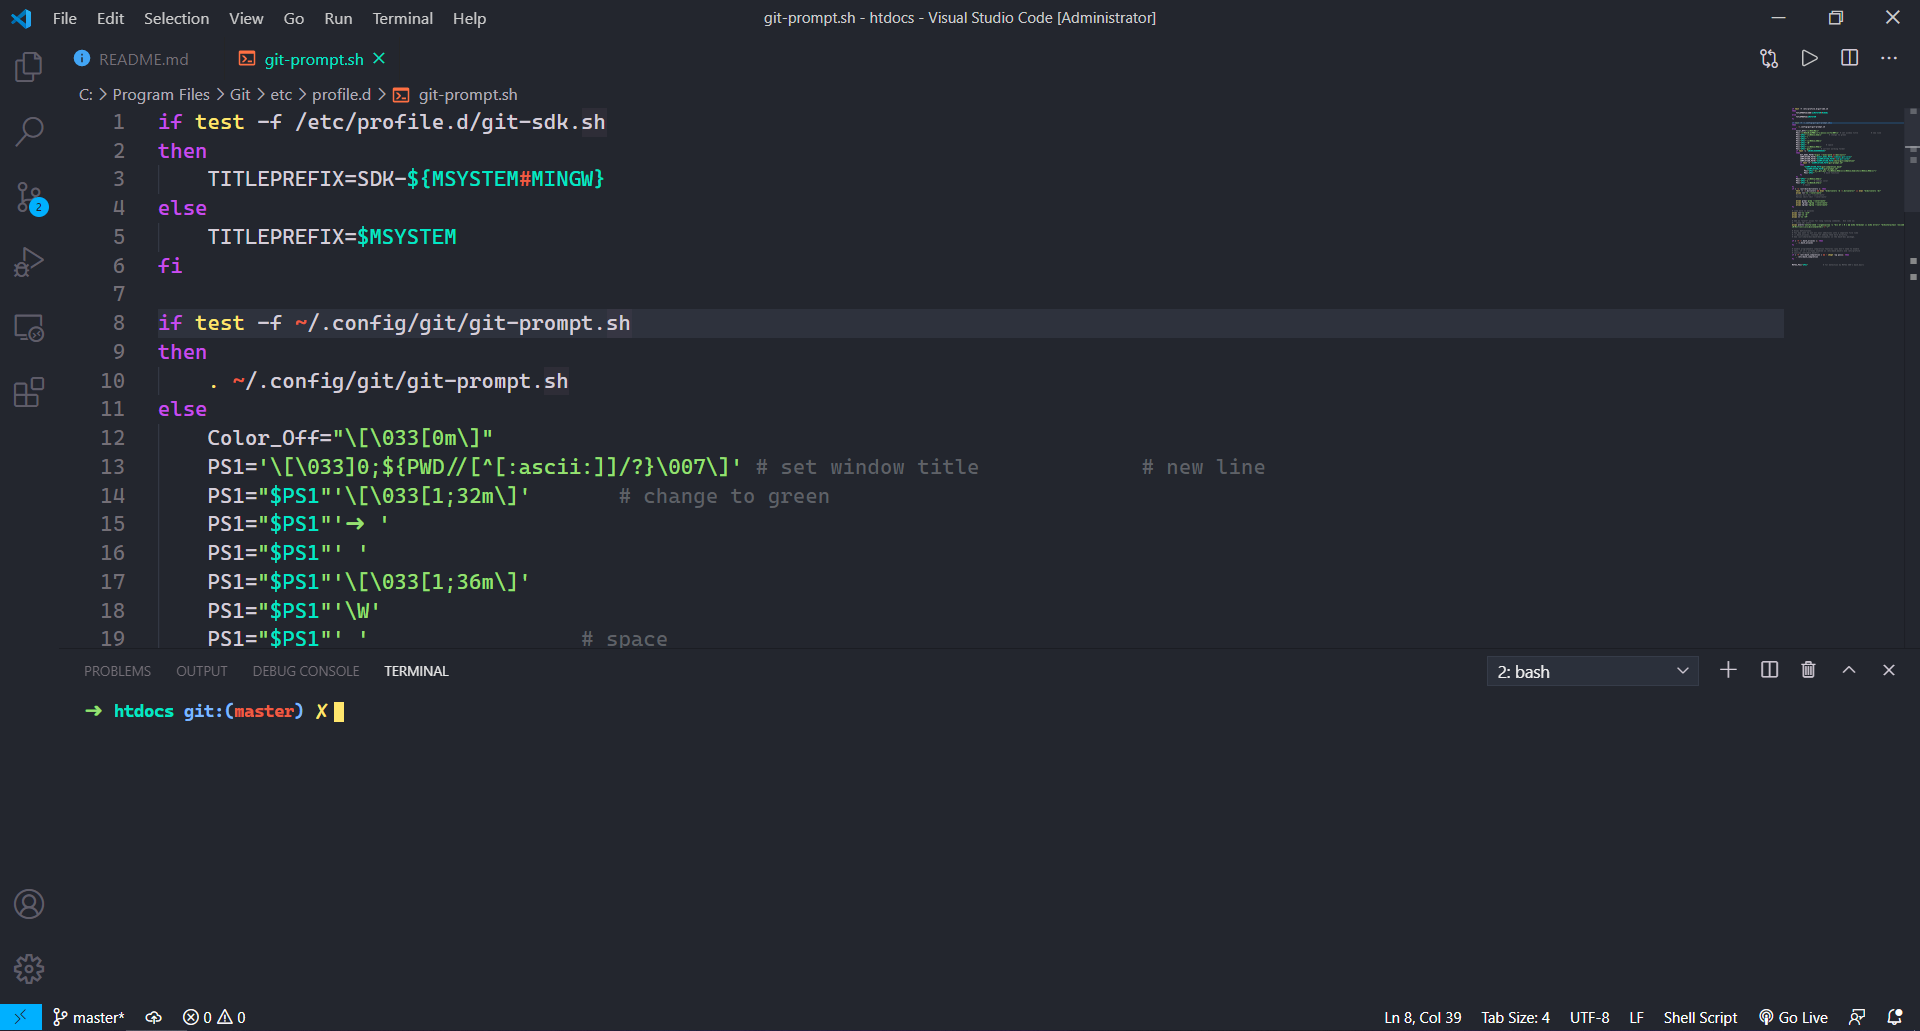 File Edit Selection View Go Run Terminal Help
git-prompt.sh - htdocs - Visual Studio Code [Administrator]
README.md
git-prompt.sh
C: > Program Files > Git > etc > profile.d > git-prompt.sh
1 if test -f /etc/profile.d/git-sdk.sh
2 then
3 TITLEPREFIX=SDK-${MSYSTEM#MINGW}
4 else
5 TITLEPREFIX=$MSYSTEM
6 fi
7
8 if test -f ~/.config/git/git-prompt.sh
9 then
10 . ~/.config/git/git-prompt.sh
11 else
12 Color_Off="\[\033[0m\]"
13 PS1='\[\033]0;${PWD//[^[:ascii:]]/?}\007\]' # set window title # new line
14 PS1="$PS1"'\[\033[1;32m\]' # change to green
15 PS1="$PS1"'➜ '
16 PS1="$PS1"' '
17 PS1="$PS1"'\[\033[1;36m\]'
18 PS1="$PS1"'\W'
19 PS1="$PS1"' ' # space
2
PROBLEMS OUTPUT DEBUG CONSOLE TERMINAL
2: bash
➜ htdocs git:(master) ✗
master* 0 0
Ln 8, Col 39 Tab Size: 4 UTF-8 LF Shell Script Go Live